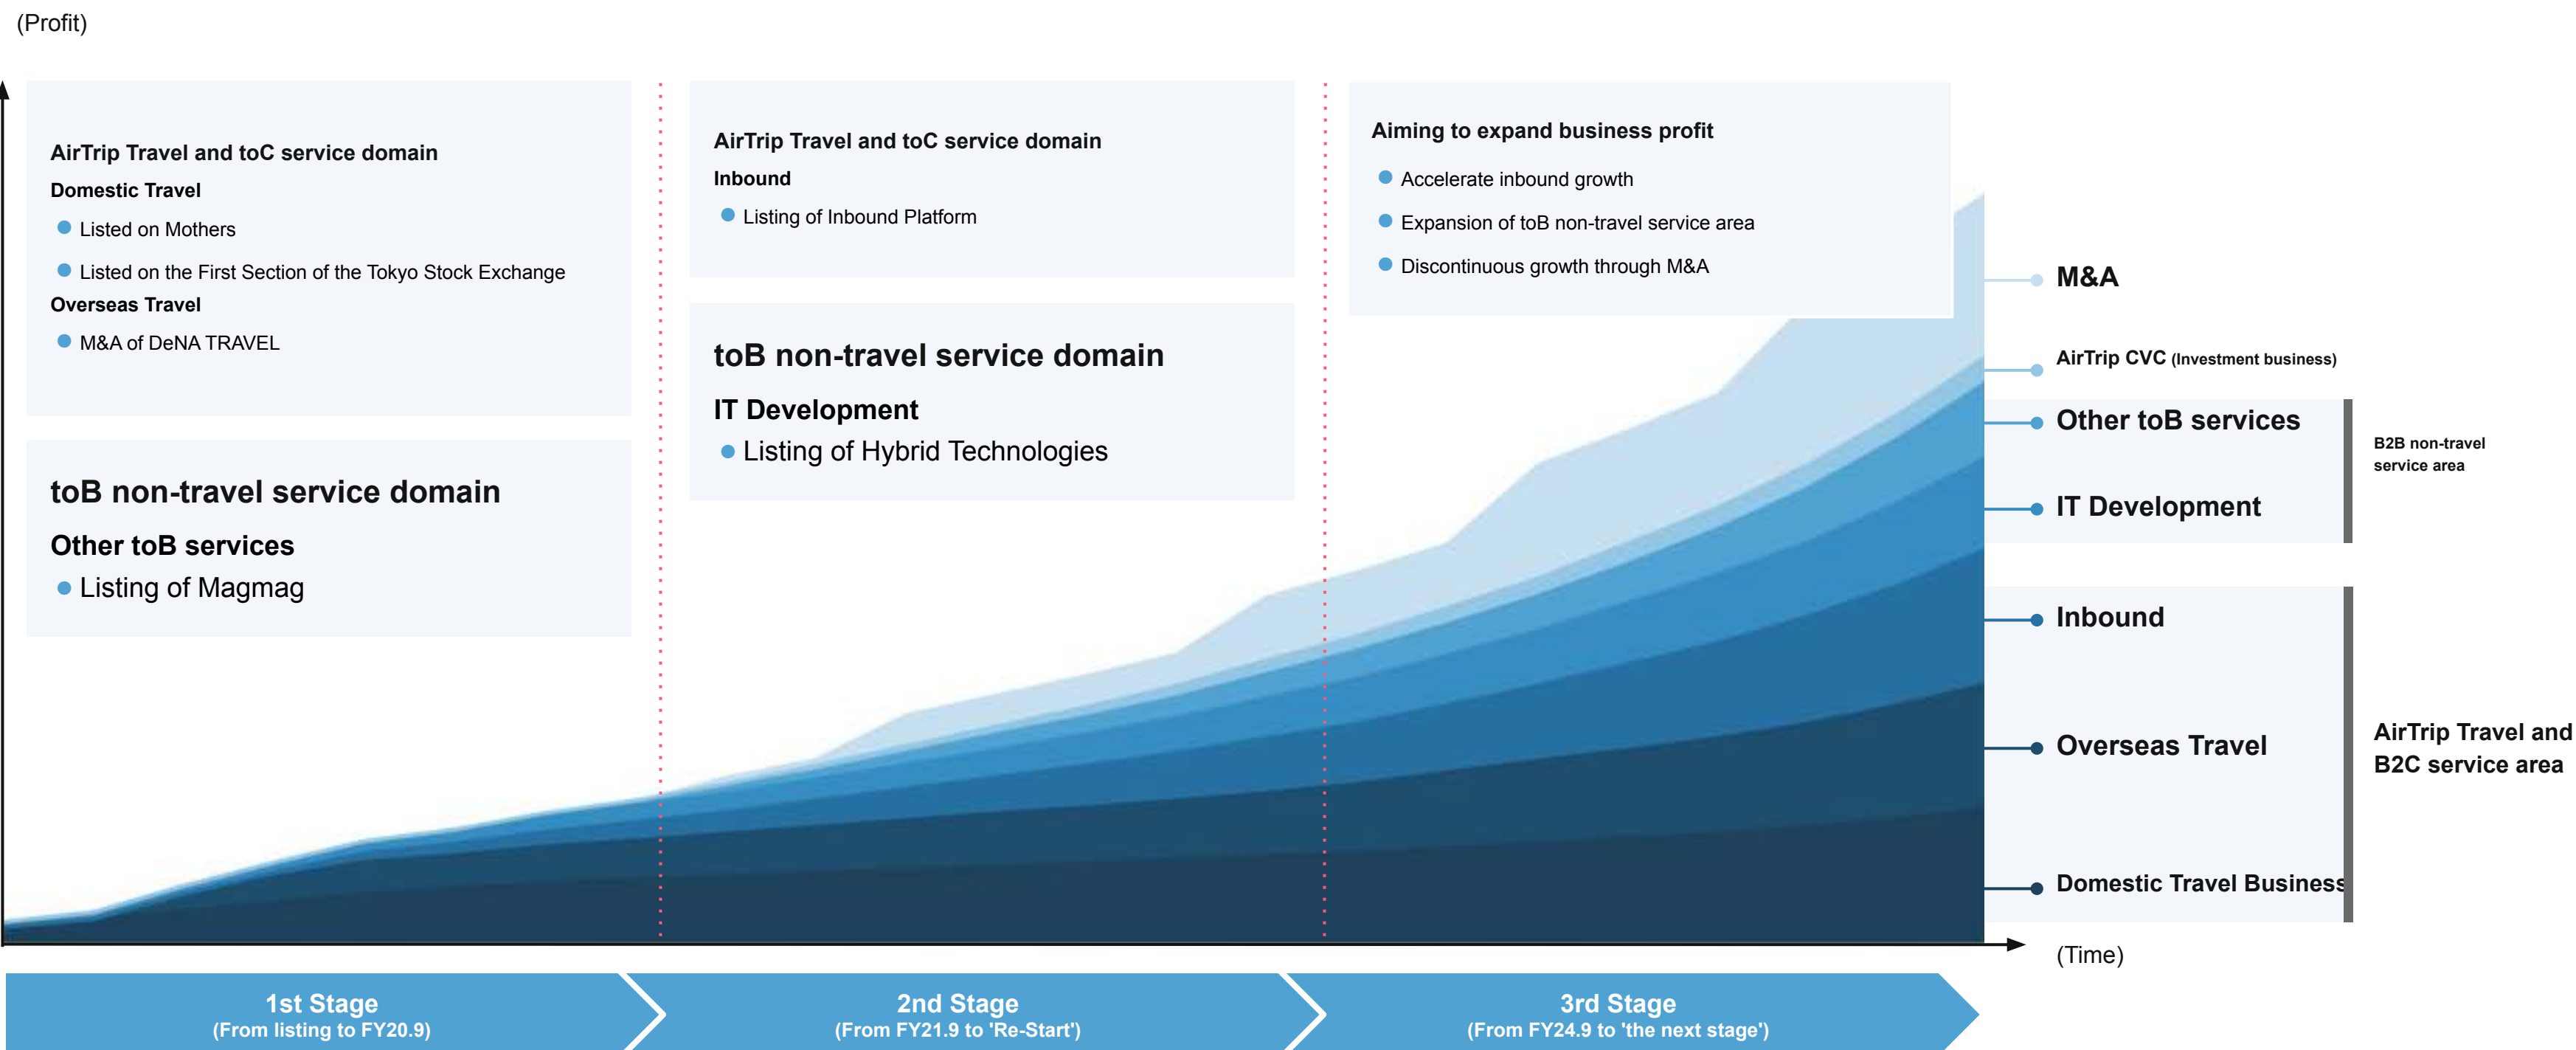 (Profit)
AirTrip Travel and toC service domain
Domestic Travel
Listed on Mothers
Listed on the First Section of the Tokyo Stock Exchange
Overseas Travel
M&A of DeNA TRAVEL
toB non-travel service domain
Other toB services
Listing of Magmag
AirTrip Travel and toC service domain
Inbound
Listing of Inbound Platform
toB non-travel service domain
IT Development
Listing of Hybrid Technologies
Aiming to expand business profit
Accelerate inbound growth
Expansion of toB non-travel service area
Discontinuous growth through M&A
M&A
AirTrip CVC (Investment business)
Other toB services
IT Development
B2B non-travel
service area
Inbound
Overseas Travel
Domestic Travel Business
AirTrip Travel and
B2C service area
(Time)
1st Stage
(From listing to FY20.9)
2nd Stage
(From FY21.9 to 'Re-Start')
3rd Stage
(From FY24.9 to 'the next stage')